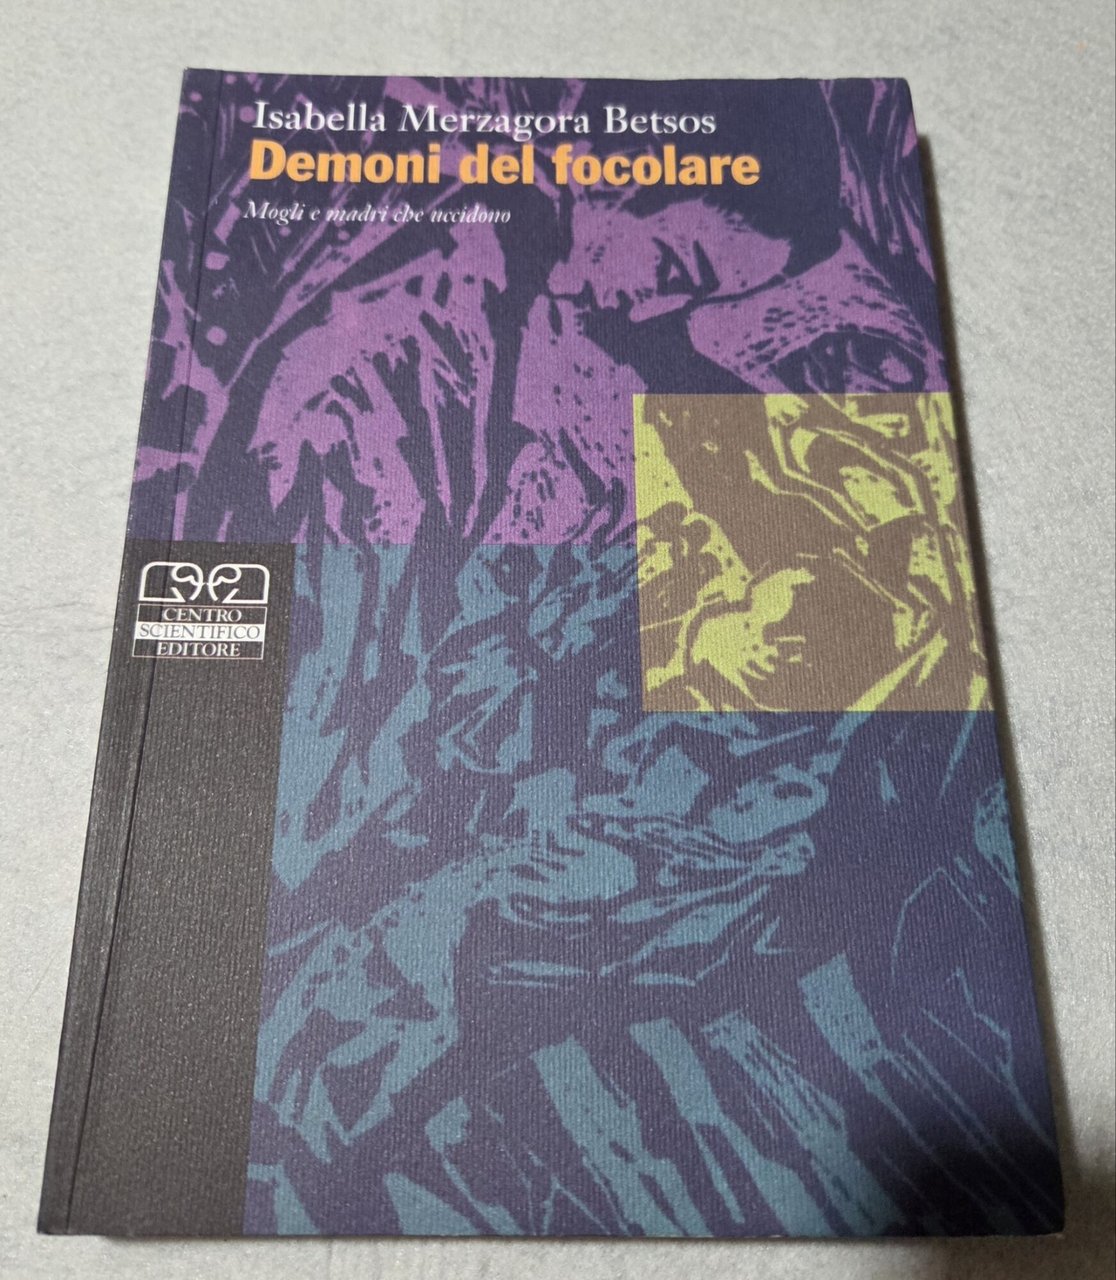 Isabella Merzagora Betsos
Demoni del focolare
Mogli e madri che uccidono
CENTRO
SCIENTIFICO
EDITORE